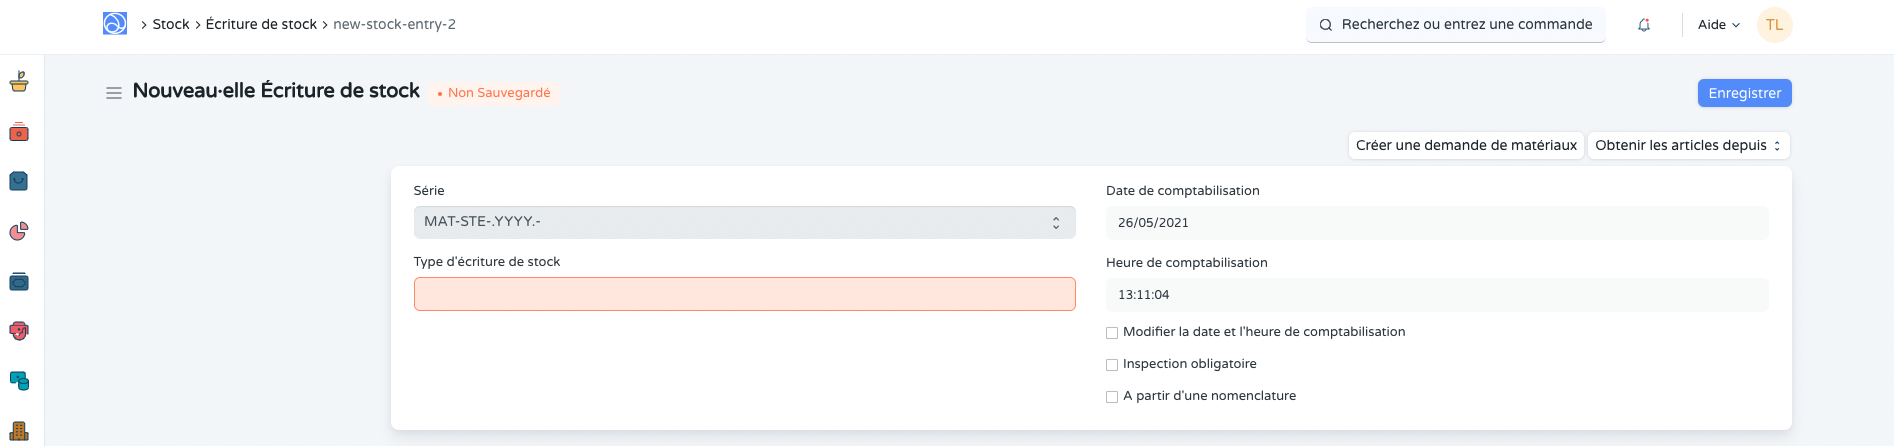 Stock Écriture de stock new-stock-entry-2
Recherchez ou entrez une commande
Aide
TL
Nouveau·elle Écriture de stock
Non Sauvegardé
Enregistrer
Créer une demande de matériaux
Obtenir les articles depuis
Série
MAT-STE-.YYYY.-
Type d'écriture de stock
Date de comptabilisation
26/05/2021
Heure de comptabilisation
13:11:04
Modifier la date et l'heure de comptabilisation
Inspection obligatoire
A partir d'une nomenclature